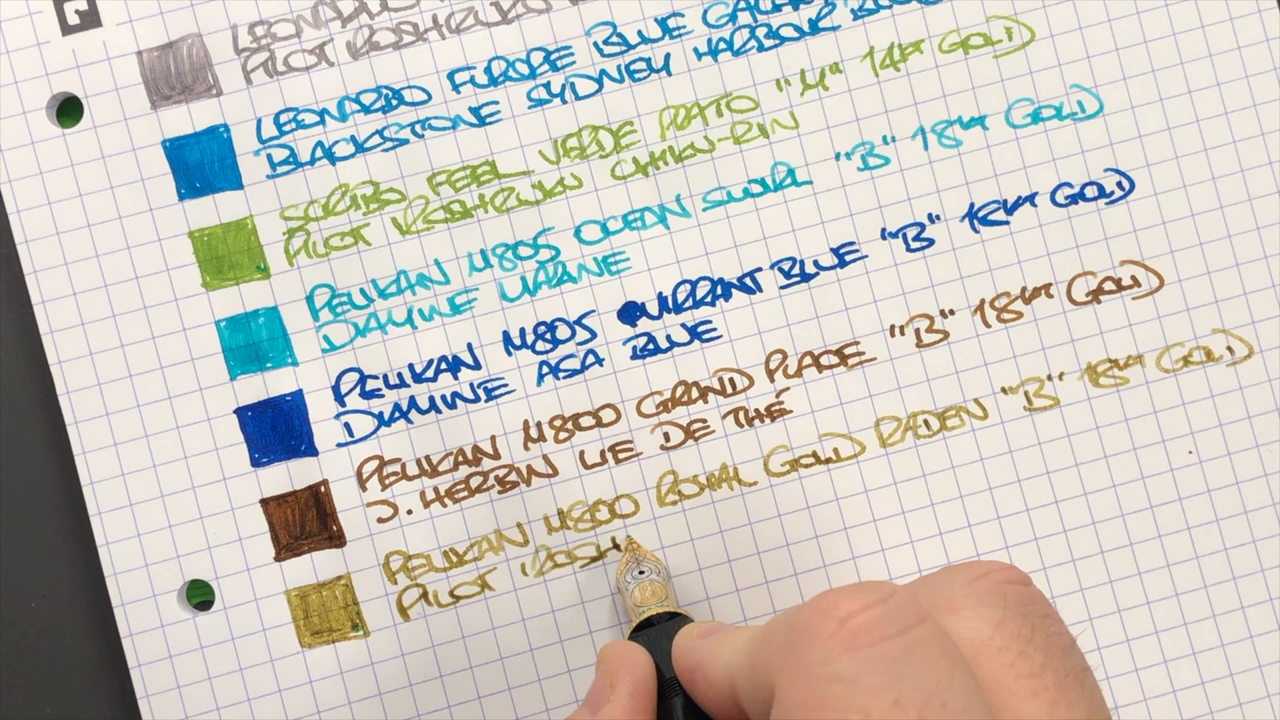 PILOT IROSHIZUKU
LEONARDO FURORE BLUE
BLACKSTONE SYDNEY HARBOUR BLUE
SCRIBO FEEL VERDE PRATO "M" 14KT GOLD
PILOT IROSHIZUKU CHIKU-RIN
PELIKAN M805 OCEAN SWIRL "B" 18KT GOLD
DIAMINE MARINE
PELIKAN M805 CURRANT BLUE "B" 18KT GOLD
DIAMINE ASA BLUE
PELIKAN M800 GRAND PLACE "B" 18KT GOLD
J. HERBIN LIE DE THÉ
PELIKAN M800 ROYAL GOLD RADEN "B" 18KT GOLD
PILOT IROSH